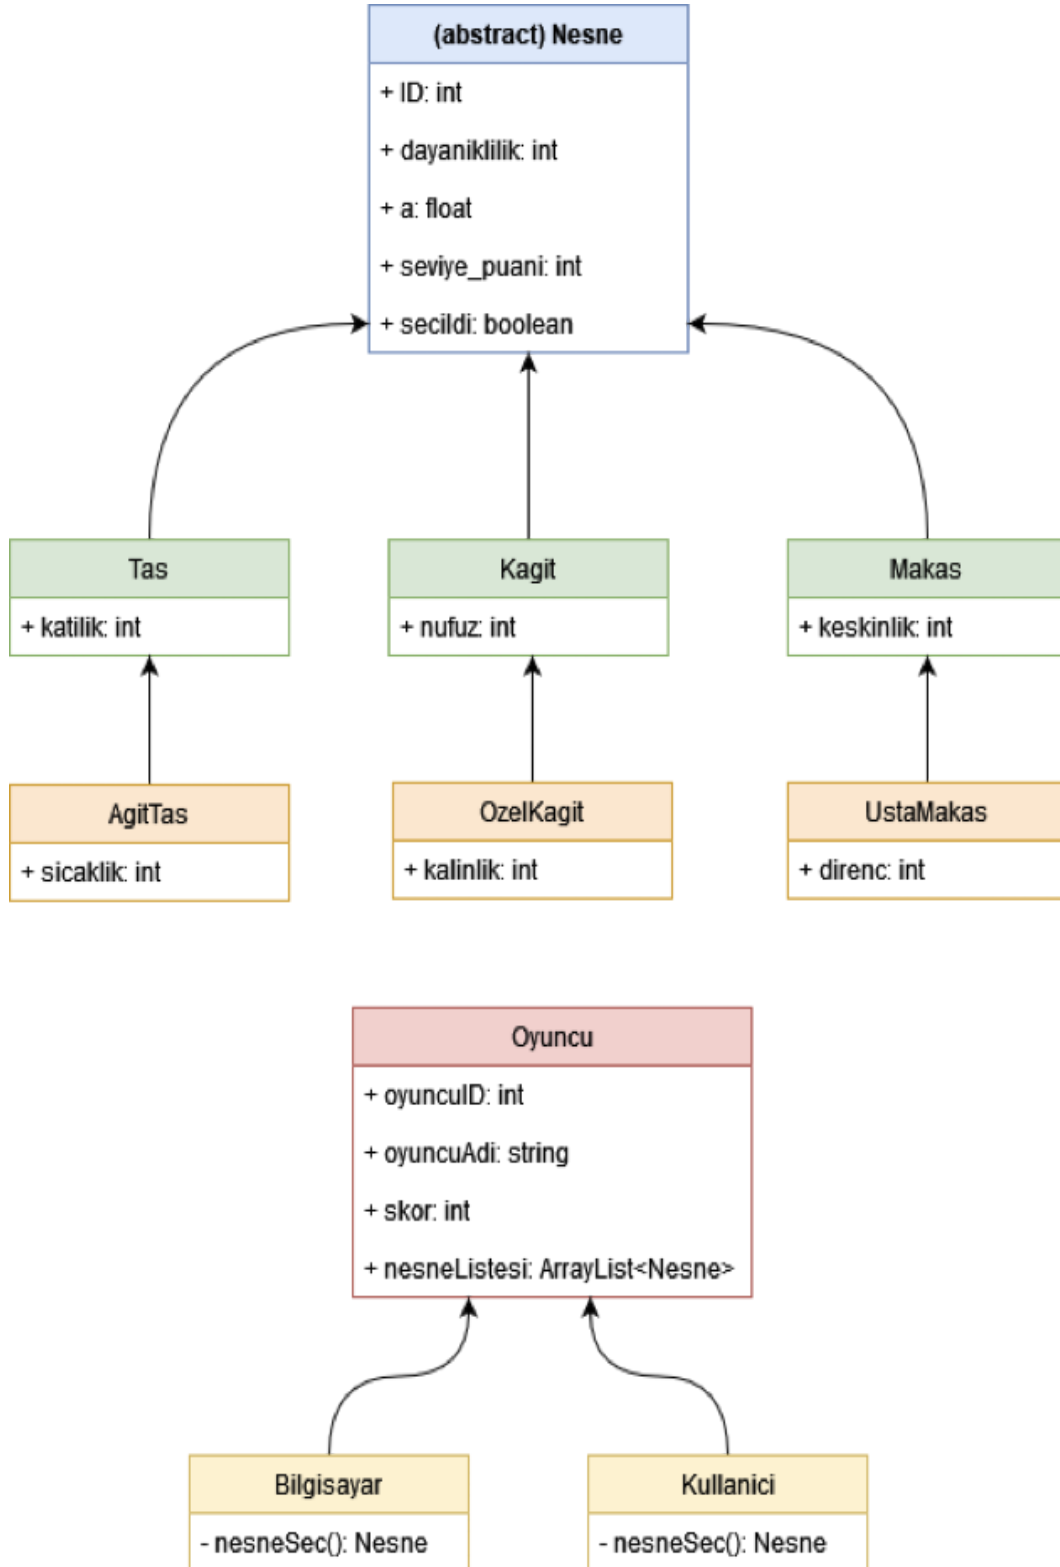 (abstract) Nesne
+ ID: int
+ dayaniklilik: int
+ a: float
+ seviye_puani: int
+ secildi: boolean
Tas
+ katilik: int
Kagit
+ nufuz: int
Makas
+ keskinlik: int
AgitTas
+ sicaklik: int
OzelKagit
+ kalinlik: int
UstaMakas
+ direnc: int
Oyuncu
+ oyuncuID: int
+ oyuncuAdi: string
+ skor: int
+ nesneListesi: ArrayList<Nesne>
Bilgisayar
- nesneSec(): Nesne
Kullanici
- nesneSec(): Nesne